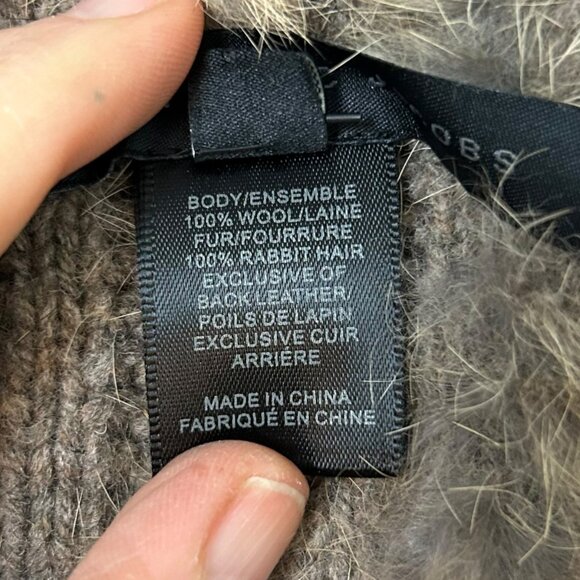 OBS
BODY/ENSEMBLE
100% WOOL/LAINE
FUR/FOURRURE
100% RABBIT HAIR
EXCLUSIVE OF
BACK LEATHER/
POILS DE LAPIN
EXCLUSIVE CUIR
ARRIÈRE
MADE IN CHINA
FABRIQUÉ EN CHINE